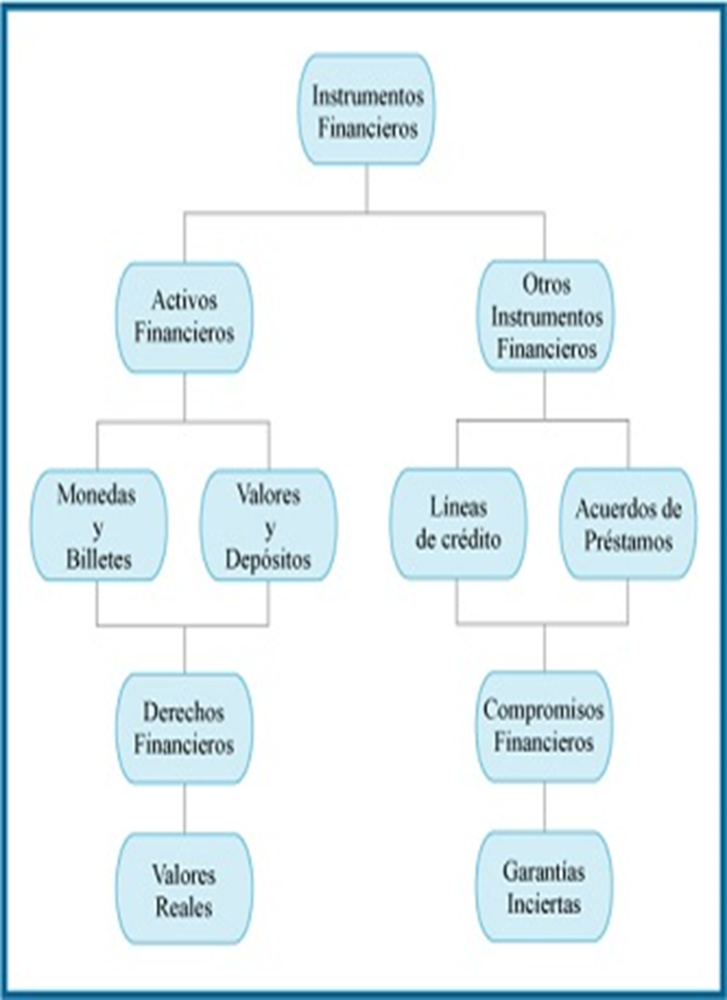 Instrumentos
Financieros
Activos
Financieros
Otros
Instrumentos
Financieros
Monedas
y
Billetes
Valores
y
Depósitos
Líneas
de crédito
Acuerdos de
Préstamos
Derechos
Financieros
Compromisos
Financieros
Valores
Reales
Garantías
Inciertas